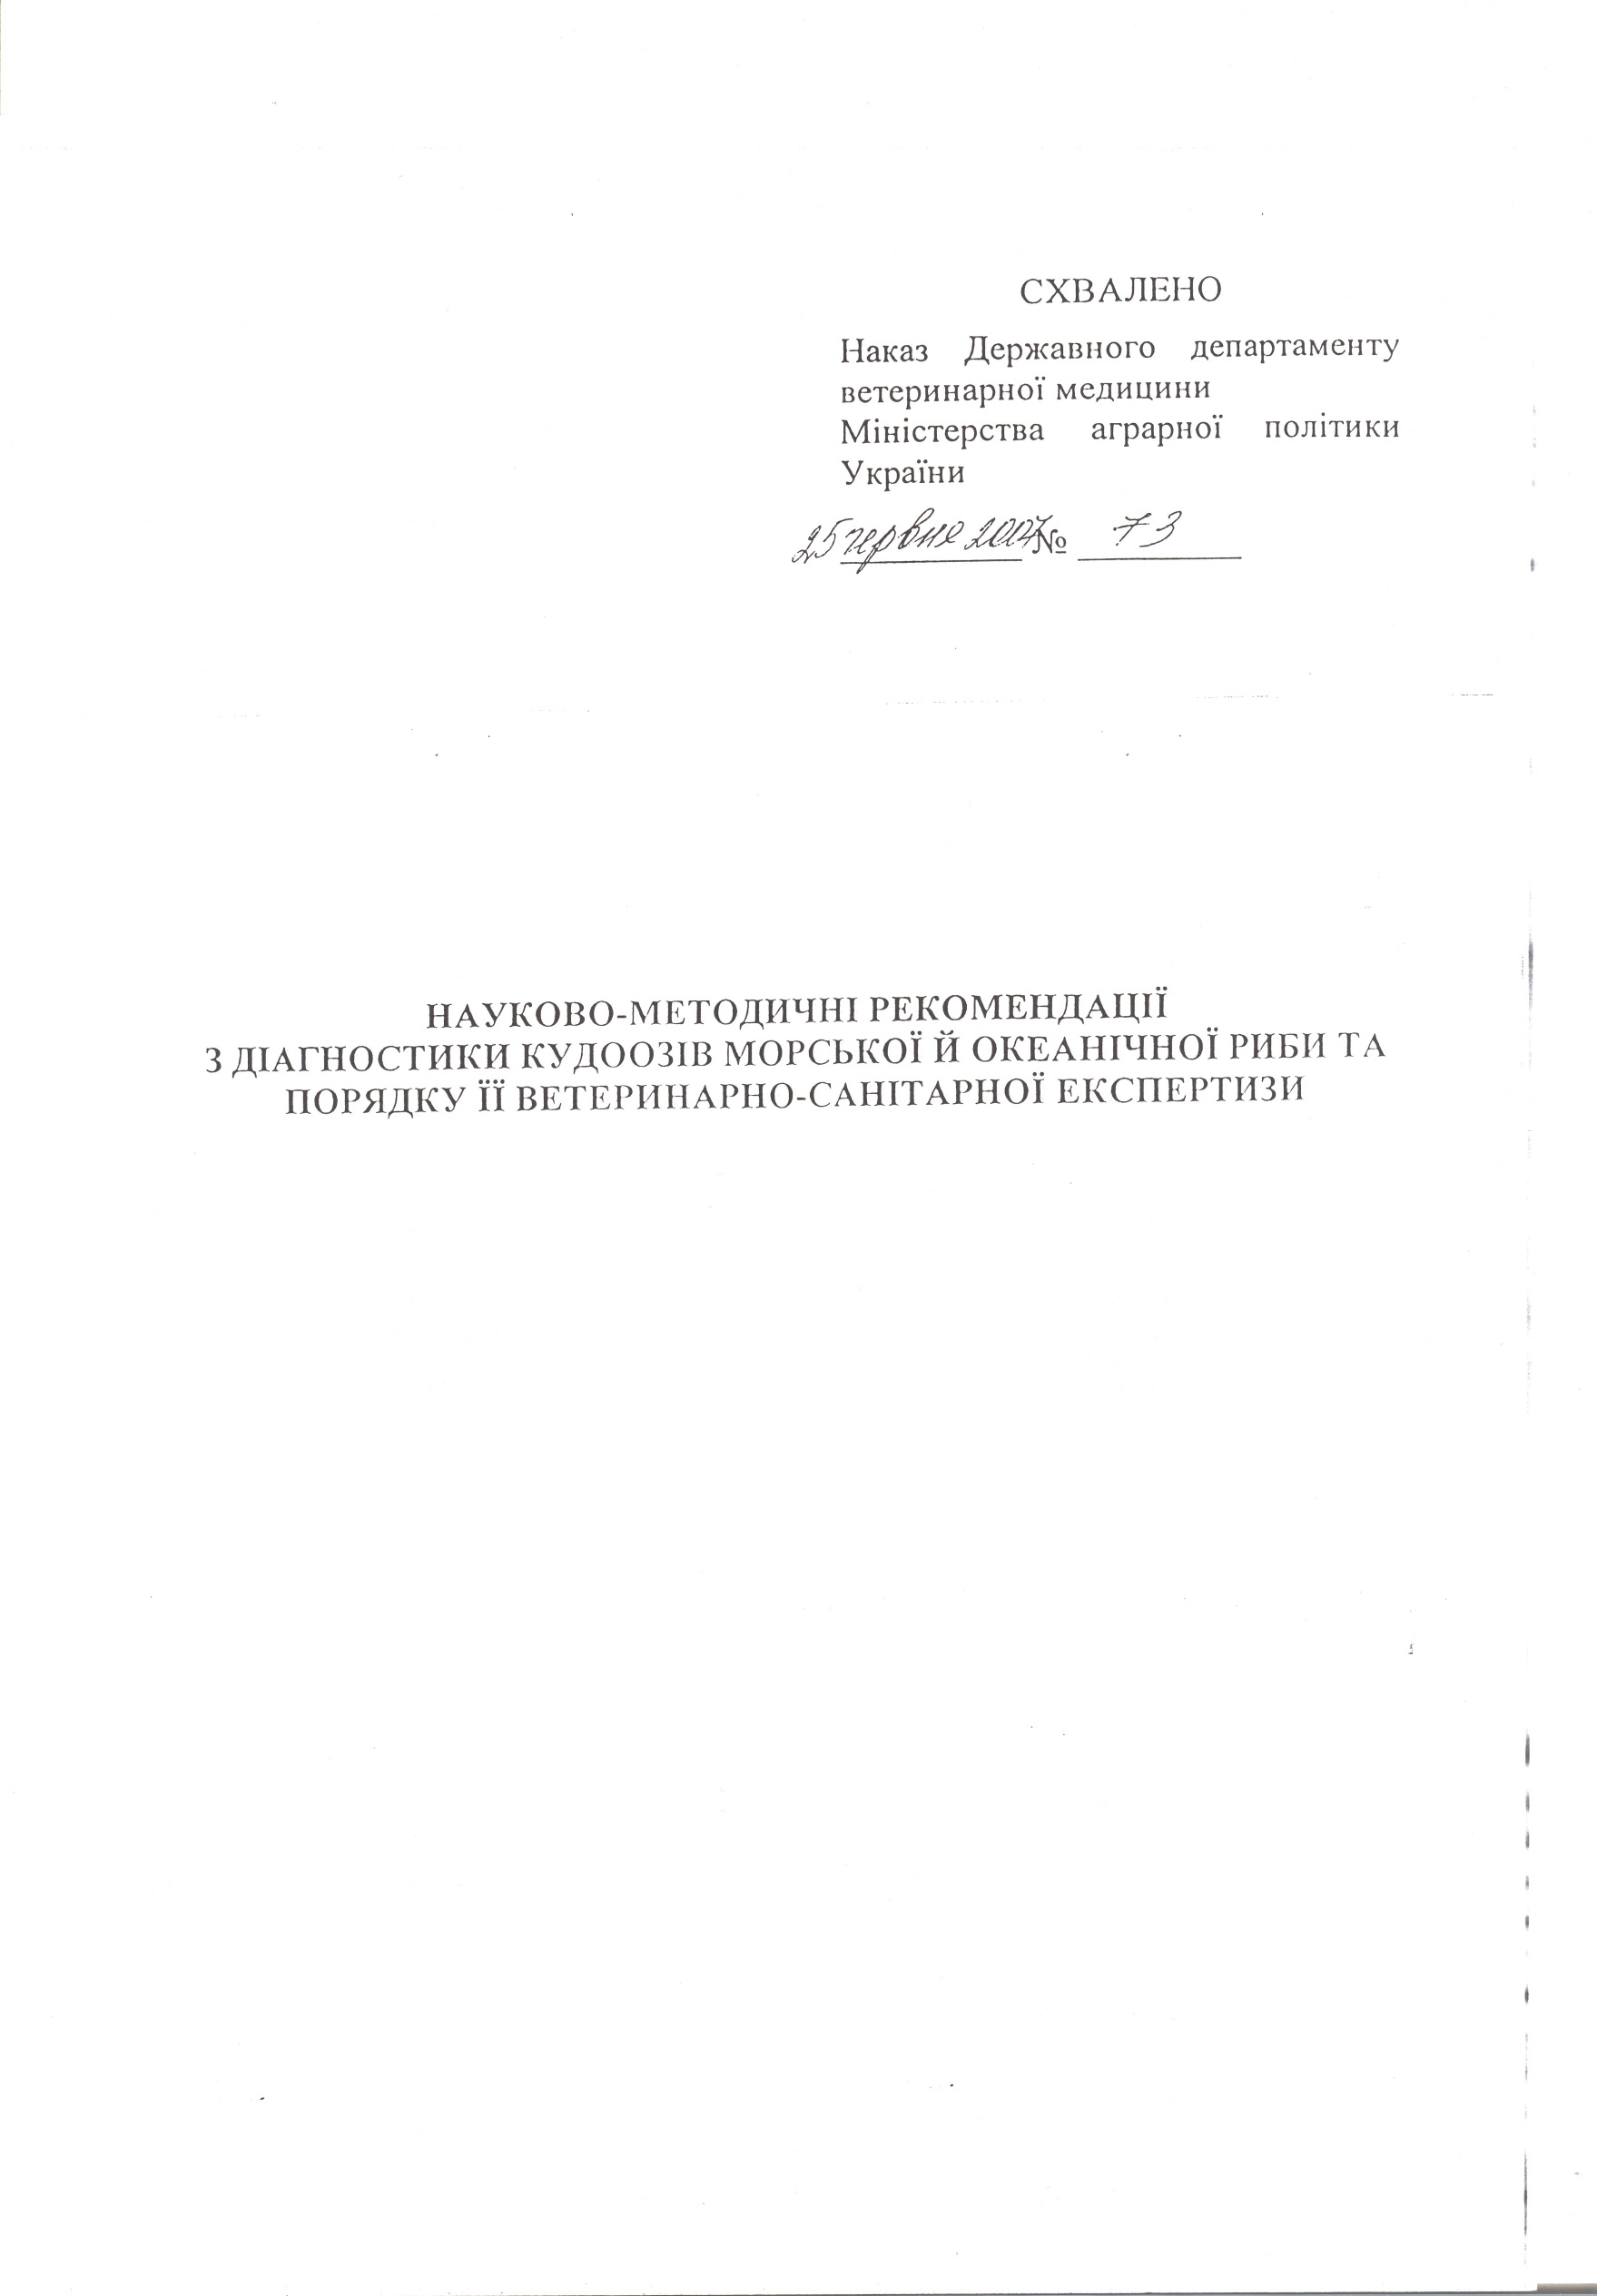 СХВАЛЕНО
Наказ Державного департаменту
ветеринарної медицини
Міністерства аграрної політики
України
25 червня 2007 № 73
НАУКОВО-МЕТОДИЧНІ РЕКОМЕНДАЦІЇ
З ДІАГНОСТИКИ КУДООЗІВ МОРСЬКОЇ Й ОКЕАНІЧНОЇ РИБИ ТА
ПОРЯДКУ ЇЇ ВЕТЕРИНАРНО-САНІТАРНОЇ ЕКСПЕРТИЗИ